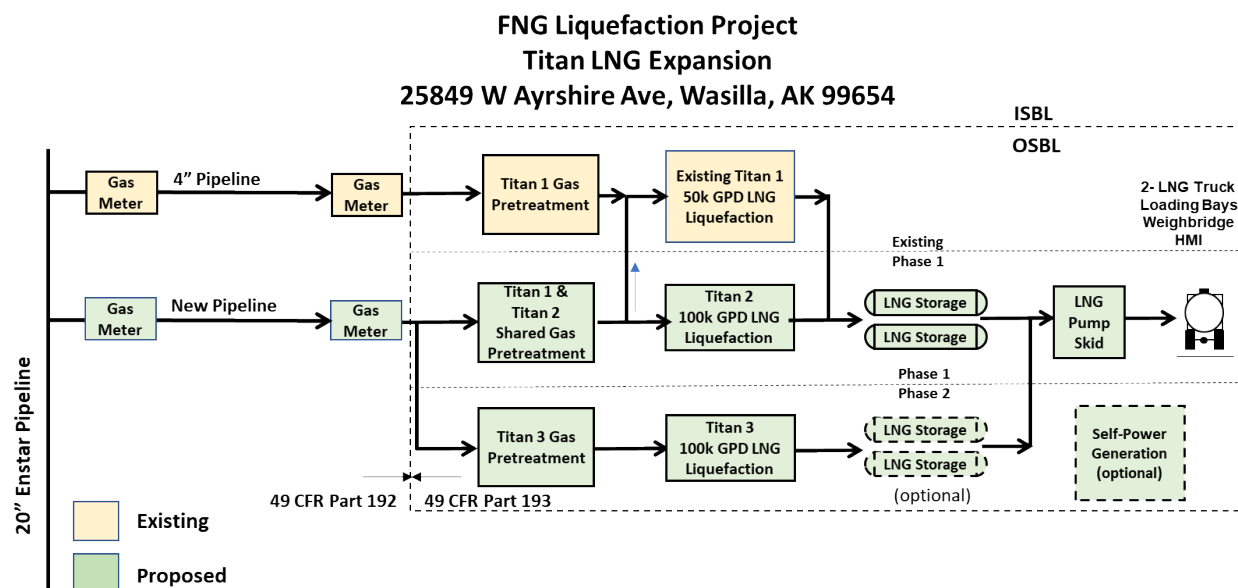 FNG Liquefaction Project
Titan LNG Expansion
25849 W Ayrshire Ave, Wasilla, AK 99654
ISBL
OSBL
Gas
Meter
4” Pipeline
Gas
Meter
Titan 1 Gas
Pretreatment
Existing Titan 1
50k GPD LNG
Liquefaction
2- LNG Truck
Loading Bays
Weighbridge
HMI
Existing
Phase 1
Gas
Meter
New Pipeline
Gas
Meter
Titan 1 &
Titan 2
Shared Gas
Pretreatment
Titan 2
100k GPD LNG
Liquefaction
LNG Storage
LNG Storage
LNG
Pump
Skid
Phase 1
Phase 2
Titan 3 Gas
Pretreatment
Titan 3
100k GPD LNG
Liquefaction
LNG Storage
LNG Storage
(optional)
Self-Power
Generation
(optional)
20” Enstar Pipeline
49 CFR Part 192
49 CFR Part 193
Existing
Proposed